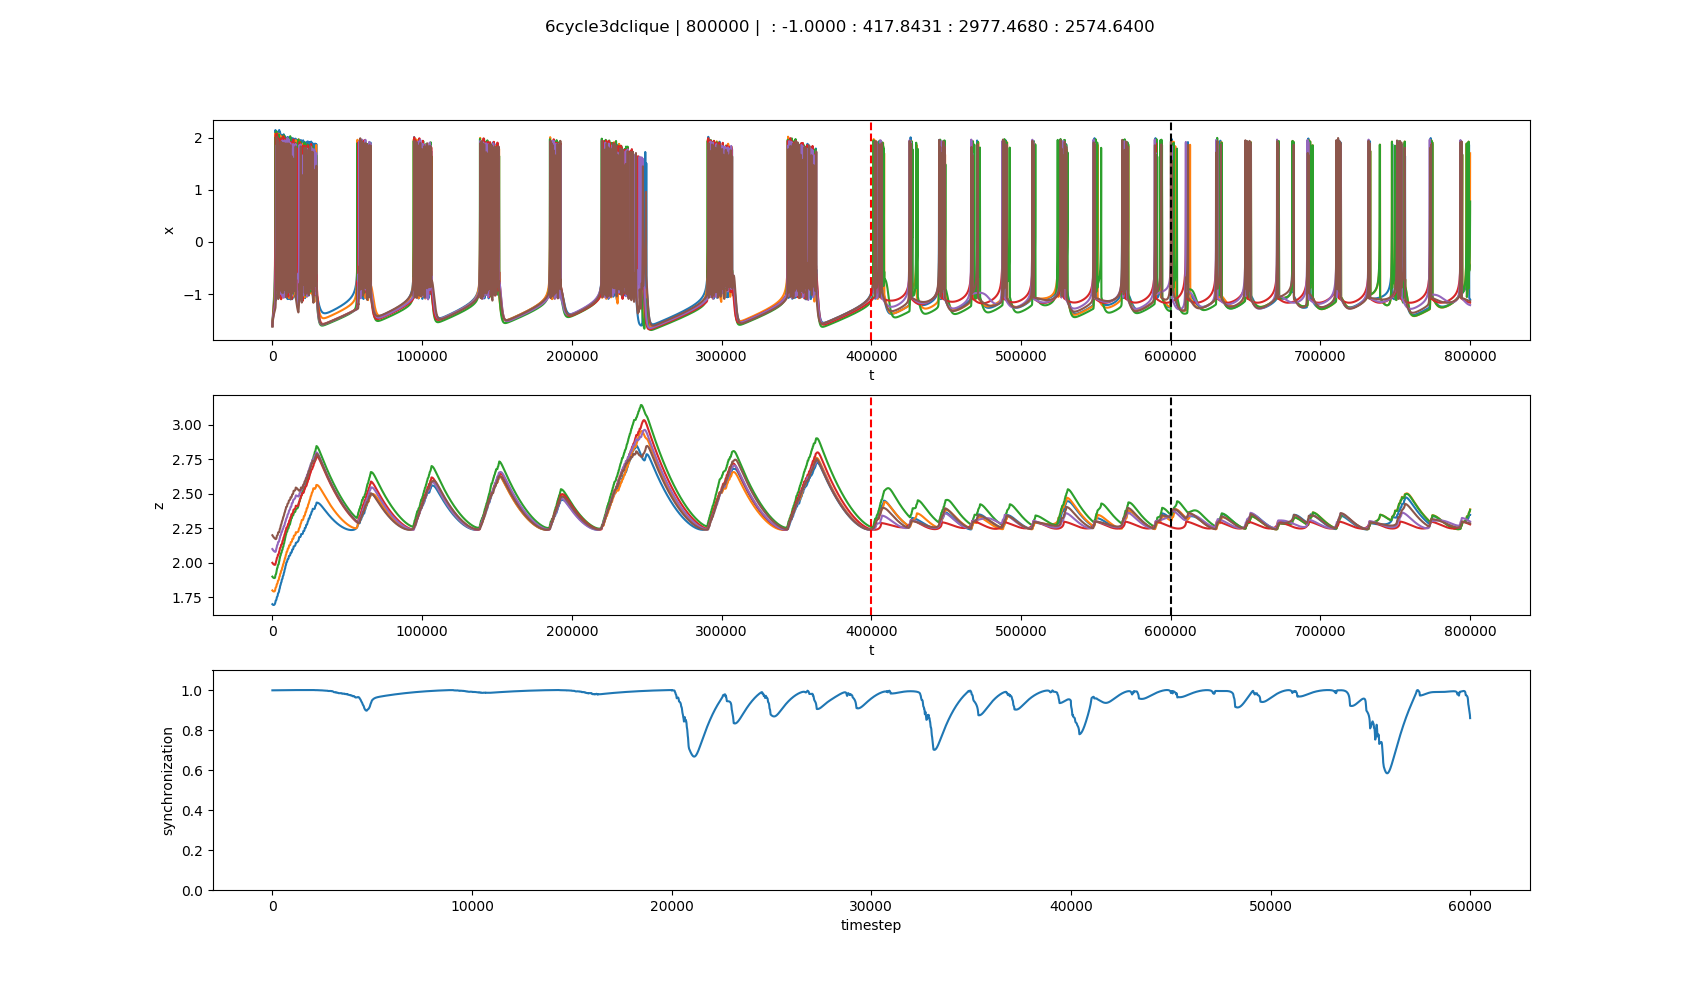 6cycle3dclique | 800000 |  : -1.0000 : 417.8431 : 2977.4680 : 2574.6400
2
1
0
−1
x
0 100000 200000 300000 400000 500000 600000 700000 800000
t
3.00
2.75
2.50
2.25
2.00
1.75
z
0 100000 200000 300000 400000 500000 600000 700000 800000
t
1.0
0.8
0.6
0.4
0.2
0.0
synchronization
0 10000 20000 30000 40000 50000 60000
timestep